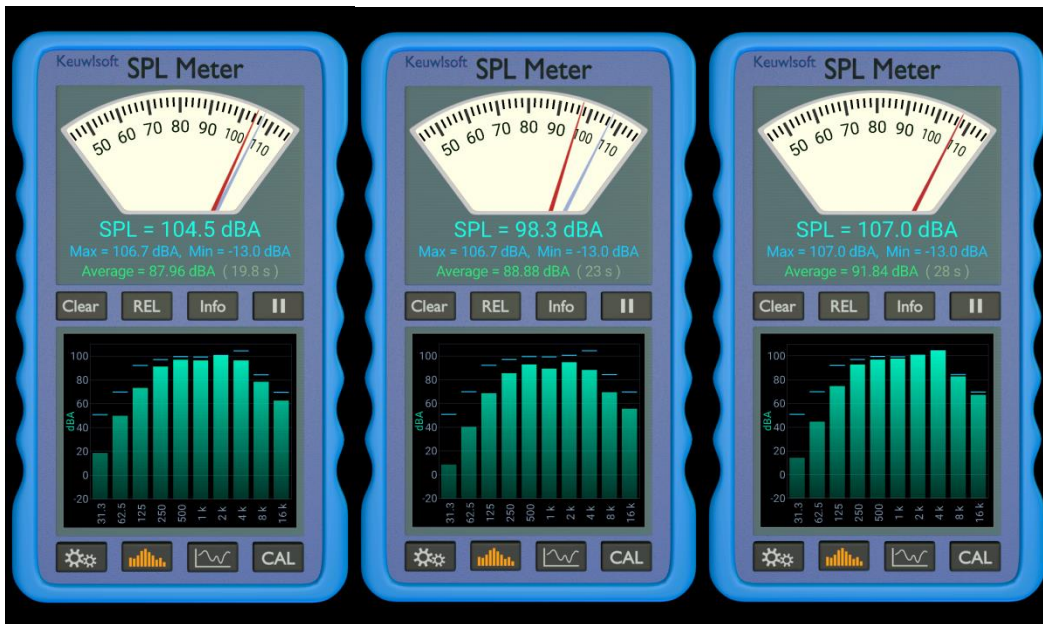 Keuwlsoft SPL Meter
50 60 70 80 90 100 110
SPL = 104.5 dBA
Max = 106.7 dBA, Min = -13.0 dBA
Average = 87.96 dBA ( 19.8 s )
Clear REL Info
100
80
60
40
20
0
-20
dBA
31.3 62.5 125 250 500 1 k 2 k 4 k 8 k 16 k
CAL
Keuwlsoft SPL Meter
50 60 70 80 90 100 110
SPL = 98.3 dBA
Max = 106.7 dBA, Min = -13.0 dBA
Average = 88.88 dBA ( 23 s )
Clear REL Info
100
80
60
40
20
0
-20
dBA
31.3 62.5 125 250 500 1 k 2 k 4 k 8 k 16 k
CAL
Keuwlsoft SPL Meter
50 60 70 80 90 100 110
SPL = 107.0 dBA
Max = 107.0 dBA, Min = -13.0 dBA
Average = 91.84 dBA ( 28 s )
Clear REL Info
100
80
60
40
20
0
-20
dBA
31.3 62.5 125 250 500 1 k 2 k 4 k 8 k 16 k
CAL